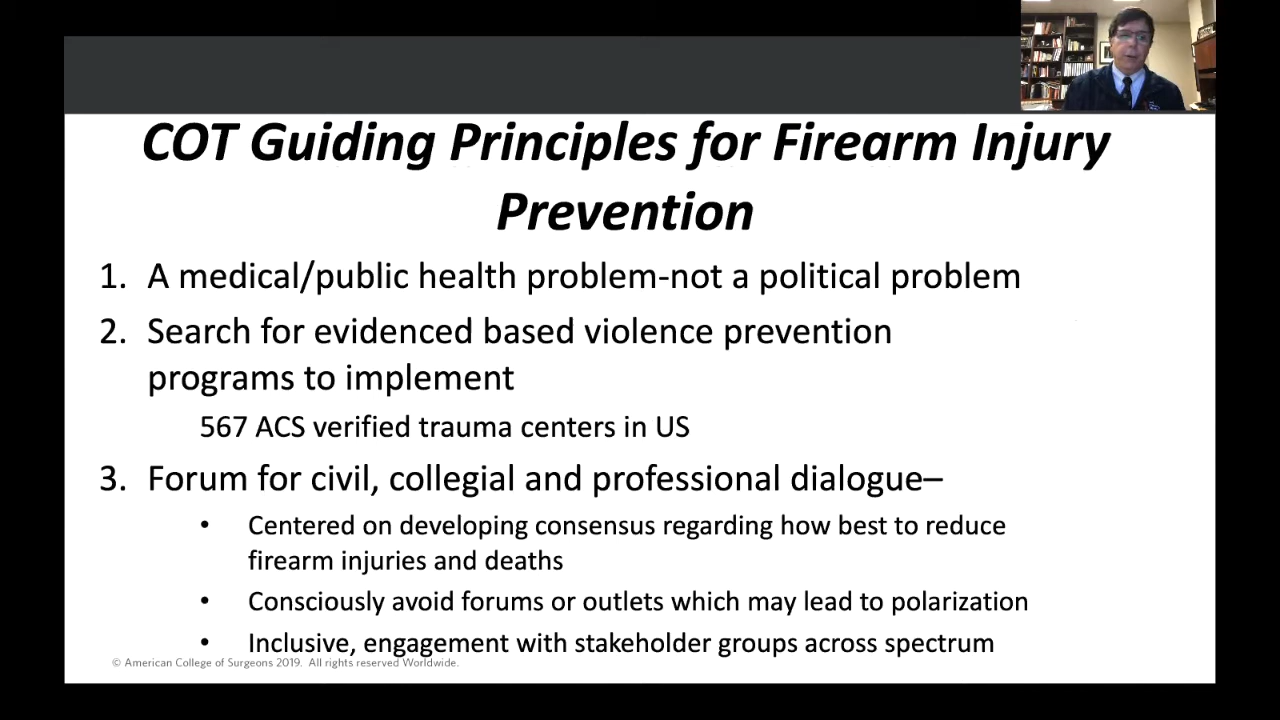 COT Guiding Principles for Firearm Injury
Prevention
1. A medical/public health problem-not a political problem
2. Search for evidenced based violence prevention
programs to implement
567 ACS verified trauma centers in US
3. Forum for civil, collegial and professional dialogue–
• Centered on developing consensus regarding how best to reduce
firearm injuries and deaths
• Consciously avoid forums or outlets which may lead to polarization
• Inclusive, engagement with stakeholder groups across spectrum
© American College of Surgeons 2019. All rights reserved Worldwide.